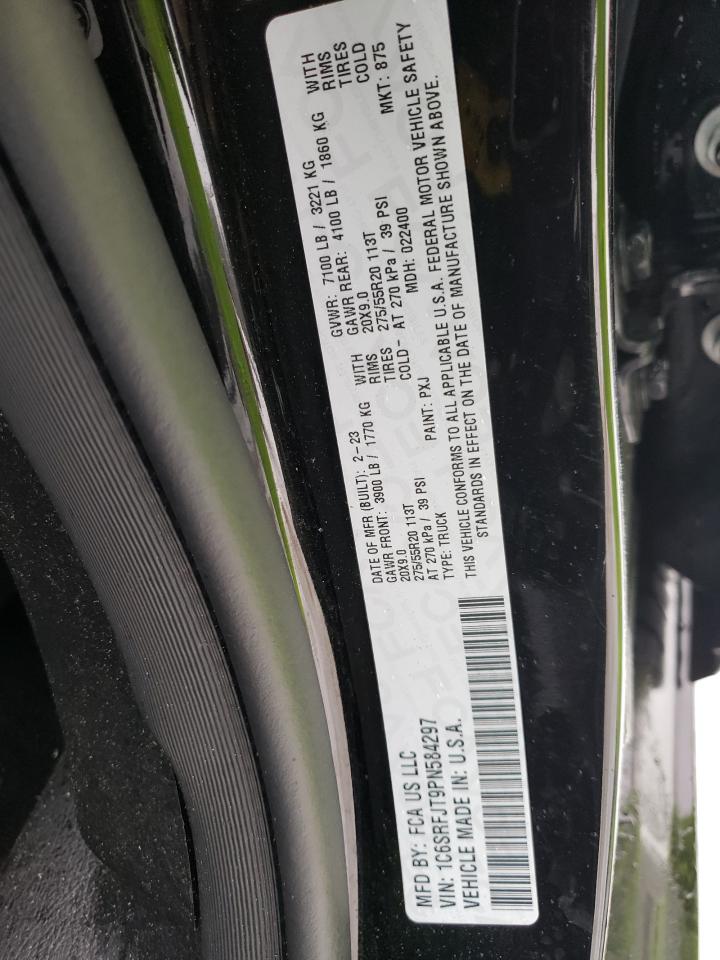 MFD BY: FCA US LLC
VIN: 1C6SRFJT9PN584297
VEHICLE MADE IN: U.S.A.
DATE OF MFR (BUILT): 2-23
GAWR FRONT: 3900 LB / 1770 KG WITH
20X9.0 RIMS
275/55R20 113T TIRES
AT 270 kPa / 39 PSI COLD-
TYPE: TRUCK PAINT: PXJ
GVWR: 7100 LB / 3221 KG
GAWR REAR: 4100 LB / 1860 KG WITH
20X9.0 RIMS
275/55R20 113T TIRES
AT 270 kPa / 39 PSI COLD
MDH: 022400 MKT: 875
THIS VEHICLE CONFORMS TO ALL APPLICABLE U.S.A. FEDERAL MOTOR VEHICLE SAFETY
STANDARDS IN EFFECT ON THE DATE OF MANUFACTURE SHOWN ABOVE.